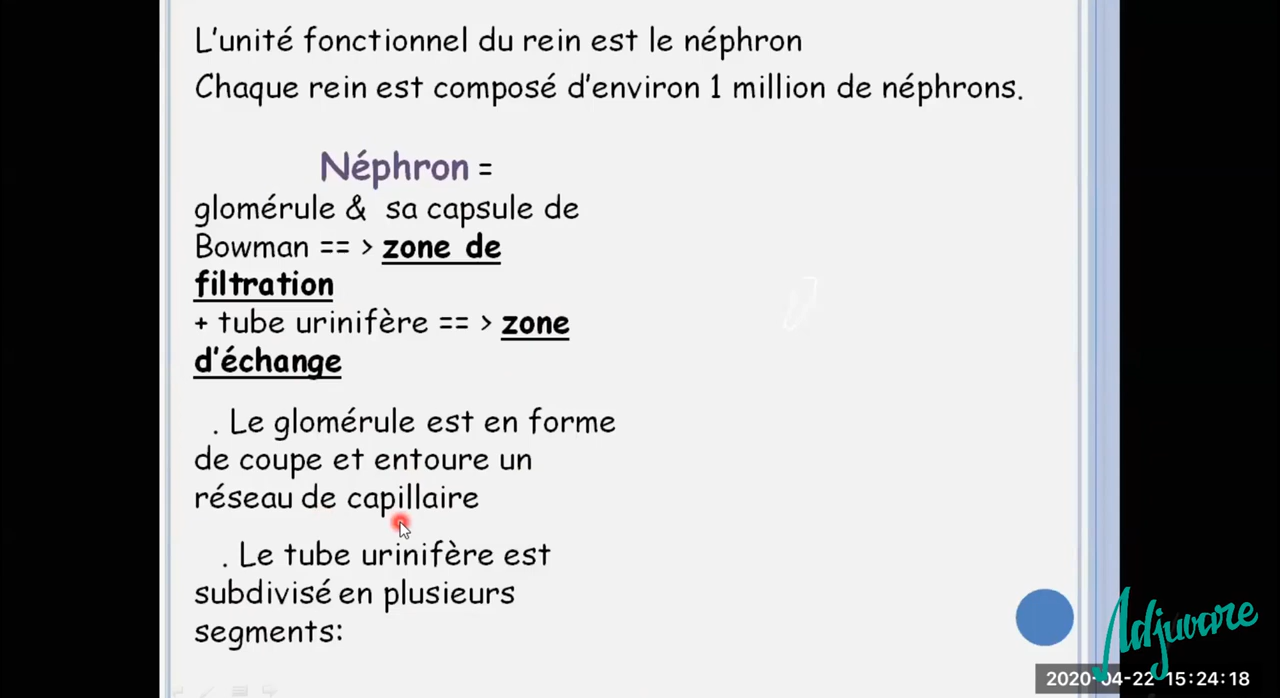 L'unité fonctionnel du rein est le néphron
Chaque rein est composé d'environ 1 million de néphrons.
Néphron =
glomérule & sa capsule de
Bowman == > zone de
filtration
+ tube urinifère == > zone
d'échange
. Le glomérule est en forme
de coupe et entoure un
réseau de capillaire
. Le tube urinifère est
subdivisé en plusieurs
segments:
Adjuvare
2020-04-22 15:24:18